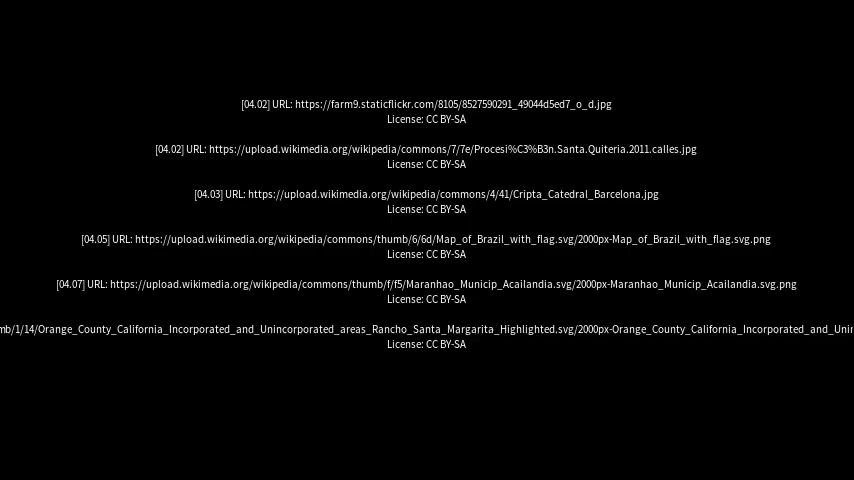 [04.02] URL: https://farm9.staticflickr.com/8105/8527590291_49044d5ed7_o_d.jpg
License: CC BY-SA
[04.02] URL: https://upload.wikimedia.org/wikipedia/commons/7/7e/Procesi%C3%B3n.Santa.Quiteria.2011.calles.jpg
License: CC BY-SA
[04.03] URL: https://upload.wikimedia.org/wikipedia/commons/4/41/Cripta_Catedral_Barcelona.jpg
License: CC BY-SA
[04.05] URL: https://upload.wikimedia.org/wikipedia/commons/thumb/6/6d/Map_of_Brazil_with_flag.svg/2000px-Map_of_Brazil_with_flag.svg.png
License: CC BY-SA
[04.07] URL: https://upload.wikimedia.org/wikipedia/commons/thumb/f/f5/Maranhao_Municip_Acailandia.svg/2000px-Maranhao_Municip_Acailandia.svg.png
License: CC BY-SA
mb/1/14/Orange_County_California_Incorporated_and_Unincorporated_areas_Rancho_Santa_Margarita_Highlighted.svg/2000px-Orange_County_California_Incorporated_and_Unin
License: CC BY-SA